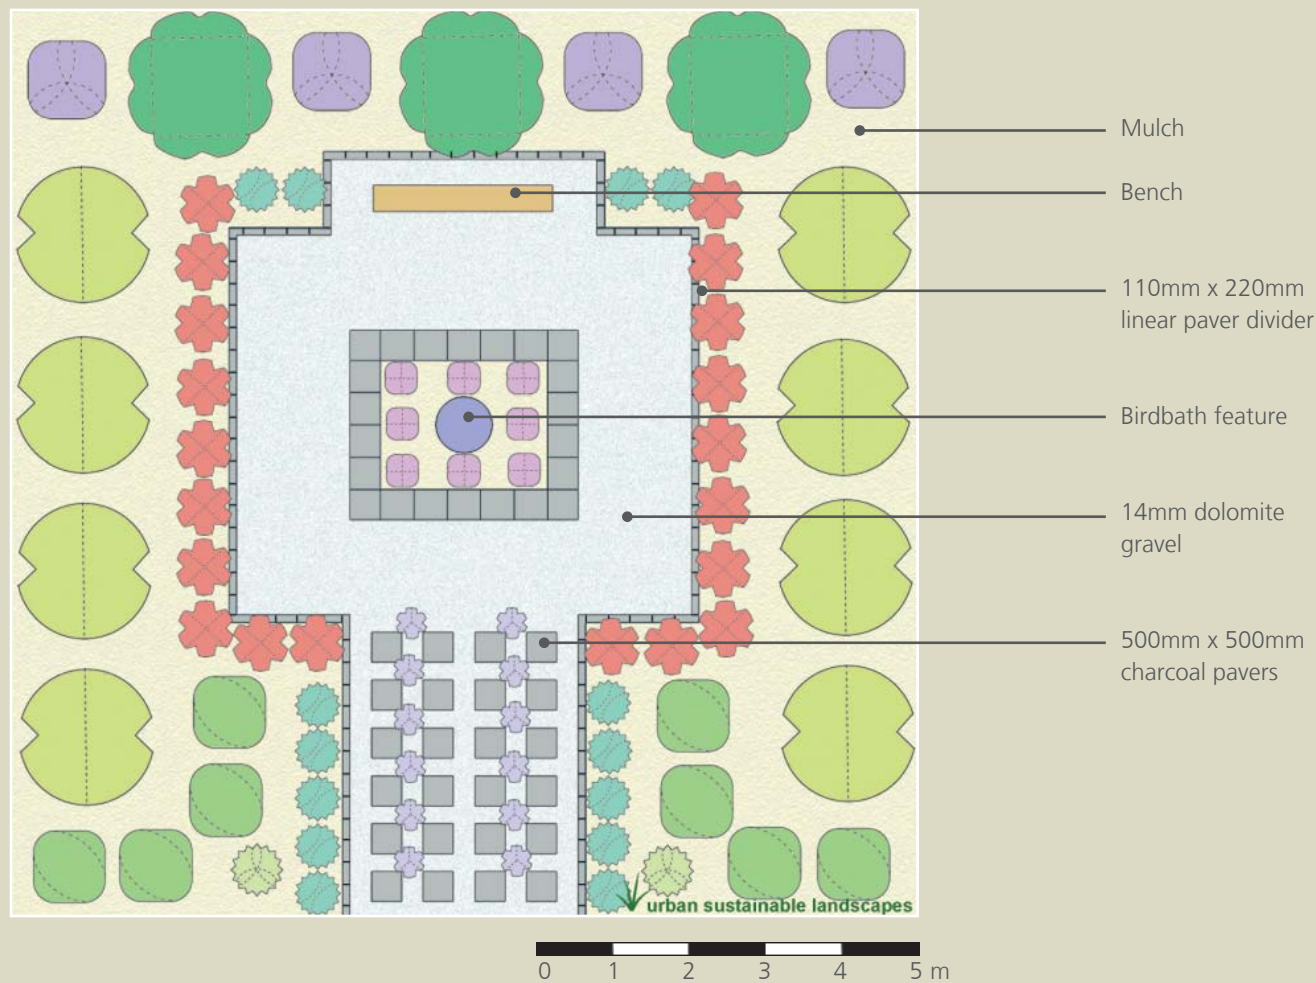 Mulch
Bench
110mm x 220mm
linear paver divider
Birdbath feature
14mm dolomite
gravel
500mm x 500mm
charcoal pavers
urban sustainable landscapes
0 1 2 3 4 5 m